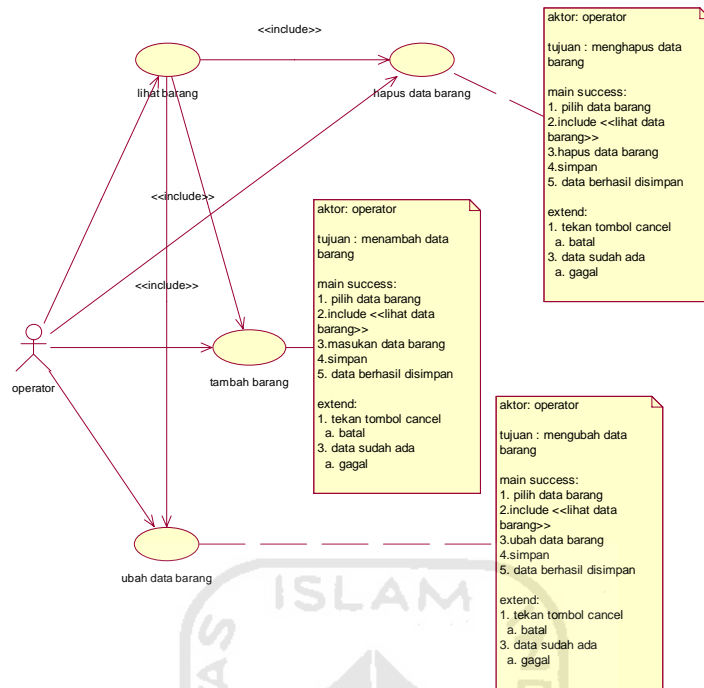 <<include>>
lihat barang
hapus data barang
<<include>>
<<include>>
operator
tambah barang
ubah data barang
aktor: operator
tujuan : menghapus data
barang
main success:
1. pilih data barang
2.include <<lihat data
barang>>
3.hapus data barang
4.simpan
5. data berhasil disimpan
extend:
1. tekan tombol cancel
a. batal
3. data sudah ada
a. gagal
aktor: operator
tujuan : menambah data
barang
main success:
1. pilih data barang
2.include <<lihat data
barang>>
3.masukan data barang
4.simpan
5. data berhasil disimpan
extend:
1. tekan tombol cancel
a. batal
3. data sudah ada
a. gagal
aktor: operator
tujuan : mengubah data
barang
main success:
1. pilih data barang
2.include <<lihat data
barang>>
3.ubah data barang
4.simpan
5. data berhasil disimpan
extend:
1. tekan tombol cancel
a. batal
3. data sudah ada
a. gagal
ISLAM